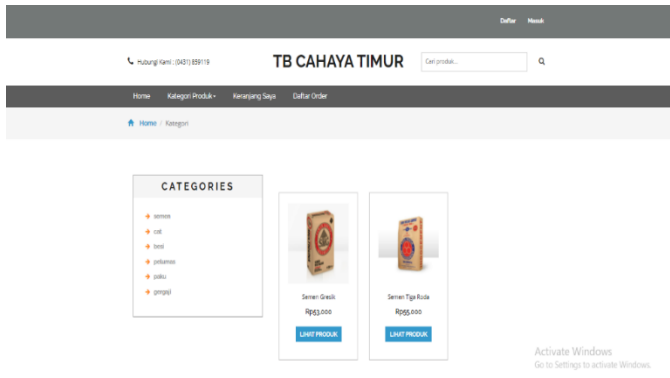 Daftar Masuk
Hubungi Kami : (0431) 859119
TB CAHAYA TIMUR
Cari produk...
Home Kategori Produk Keranjang Saya Daftar Order
Home / Kategori
CATEGORIES
semen
cat
besi
pelumas
paku
gergaji
Semen Gresik
Rp53.000
LIHAT PRODUK
Semen Tiga Roda
Rp55.000
LIHAT PRODUK
Activate Windows
Go to Settings to activate Windows.